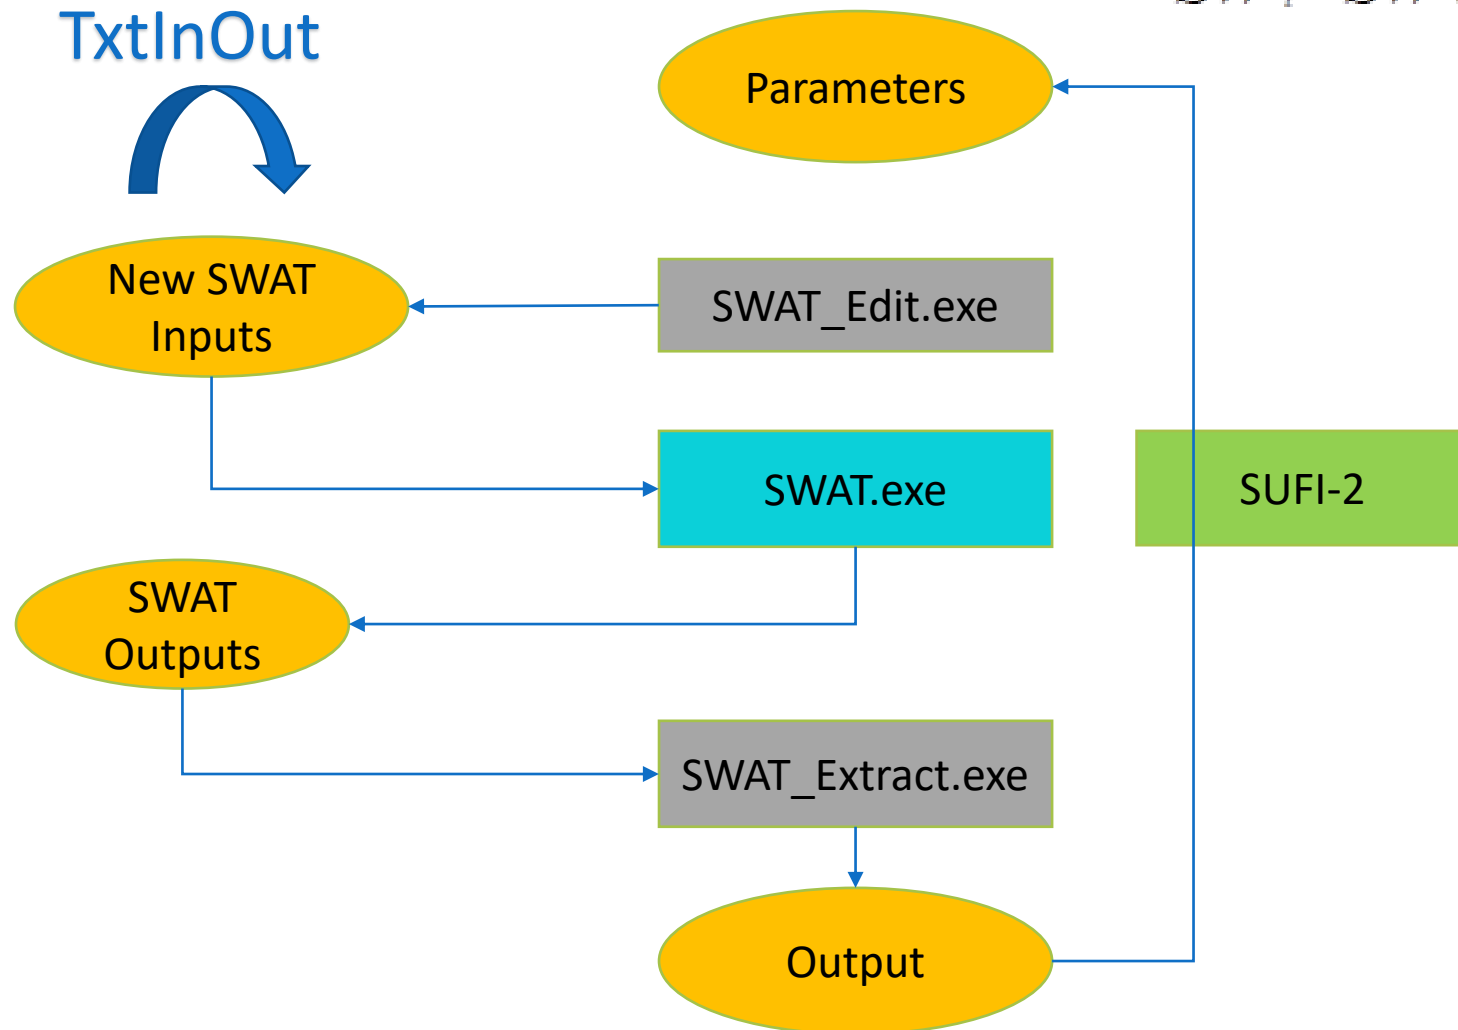 TxtInOut
Parameters
New SWAT
Inputs
SWAT_Edit.exe
SWAT.exe
SUFI-2
SWAT
Outputs
SWAT_Extract.exe
Output